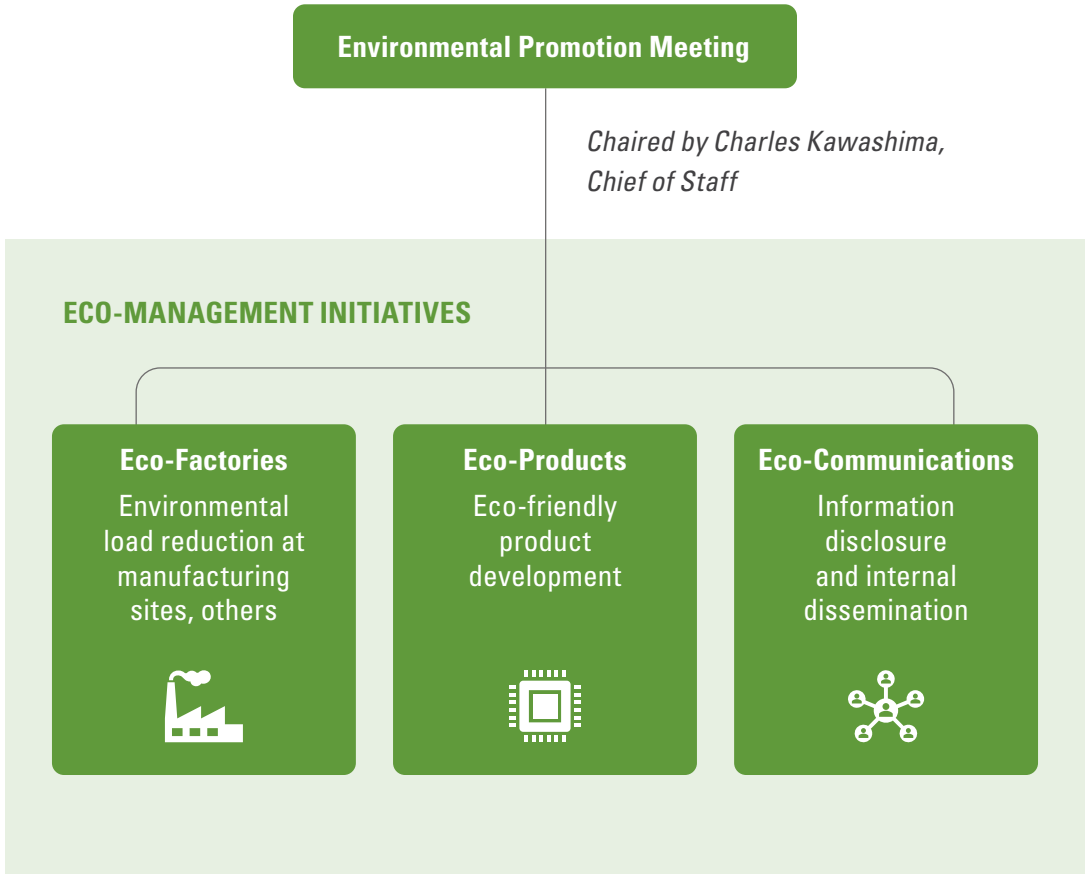 Environmental Promotion Meeting
Chaired by Charles Kawashima,
Chief of Staff
ECO-MANAGEMENT INITIATIVES
Eco-Factories
Environmental
load reduction at
manufacturing
sites, others
Eco-Products
Eco-friendly
product
development
Eco-Communications
Information
disclosure
and internal
dissemination